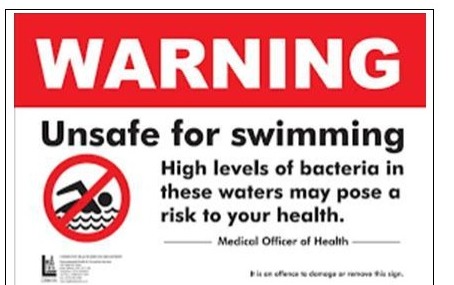 WARNING
Unsafe for swimming
High levels of bacteria in
these waters may pose a
risk to your health.
Medical Officer of Health
It is an offence to damage or remove this sign.